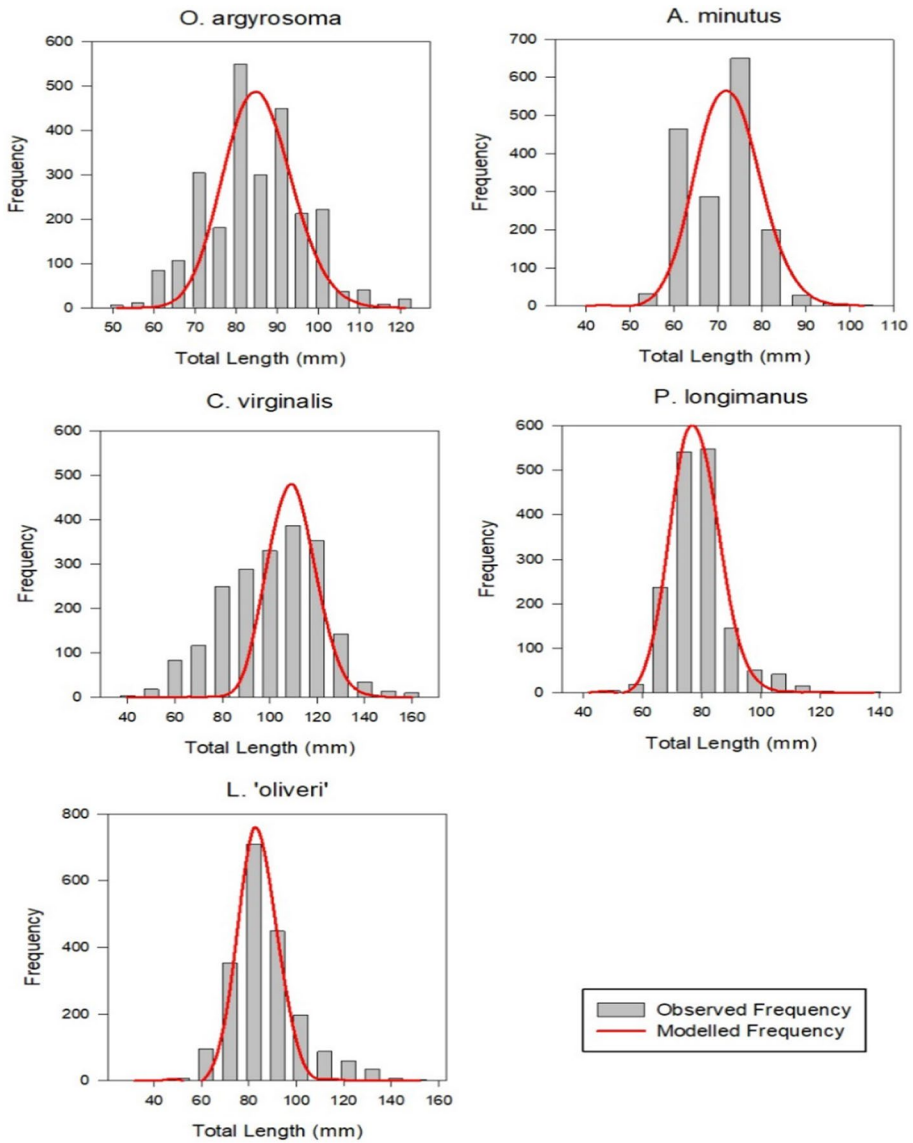 O. argyrosoma
600
500
400
300
200
100
0
Frequency
50 60 70 80 90 100 110 120
Total Length (mm)
A. minutus
700
600
500
400
300
200
100
0
Frequency
40 50 60 70 80 90 100 110
Total Length (mm)
C. virginalis
600
500
400
300
200
100
0
Frequency
40 60 80 100 120 140 160
Total Length (mm)
P. longimanus
600
500
400
300
200
100
0
Frequency
40 60 80 100 120 140
Total Length (mm)
L. 'oliveri'
800
600
400
200
0
Frequency
40 60 80 100 120 140 160
Total Length (mm)
Observed Frequency
Modelled Frequency